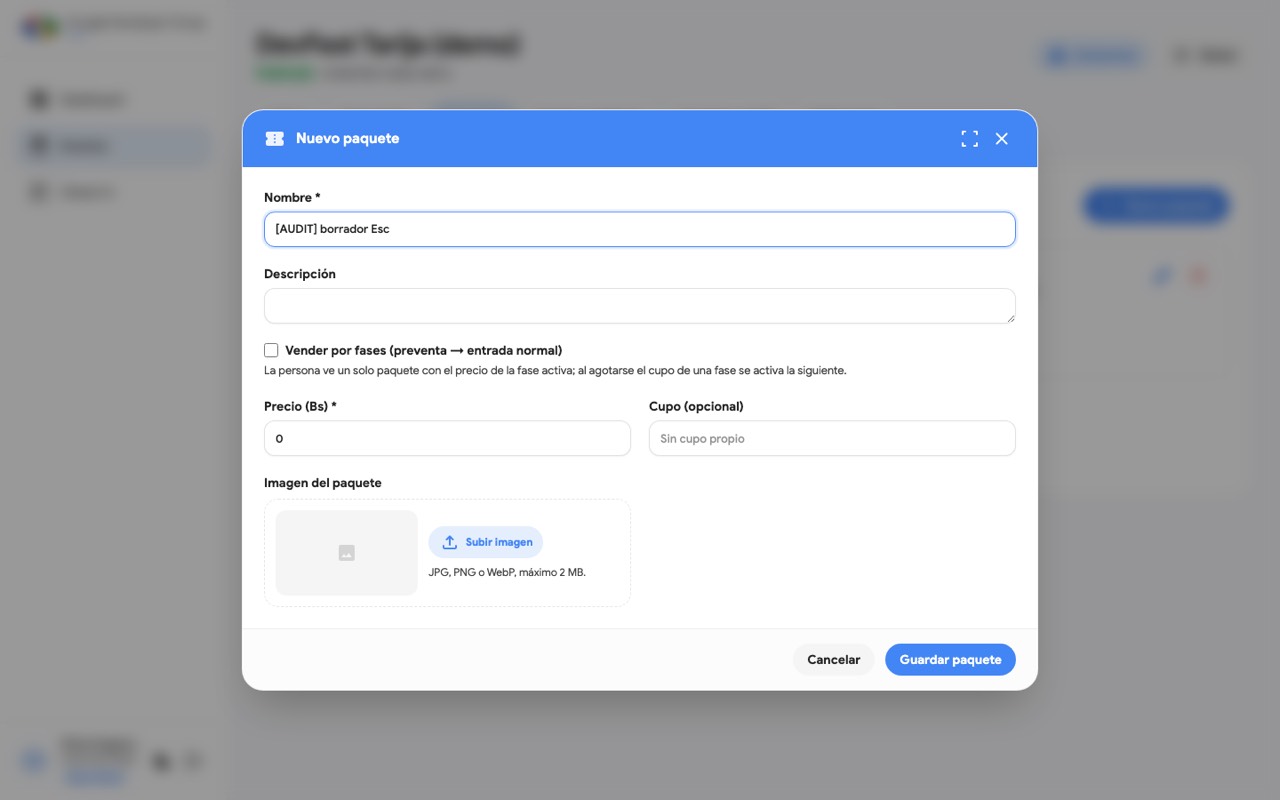 Nuevo paquete
Nombre *
[AUDIT] borrador Esc
Descripción
Vender por fases (preventa → entrada normal)
La persona ve un solo paquete con el precio de la fase activa; al agotarse el cupo de una fase se activa la siguiente.
Precio (Bs) *
Cupo (opcional)
0
Sin cupo propio
Imagen del paquete
Subir imagen
JPG, PNG o WebP, máximo 2 MB.
Cancelar
Guardar paquete